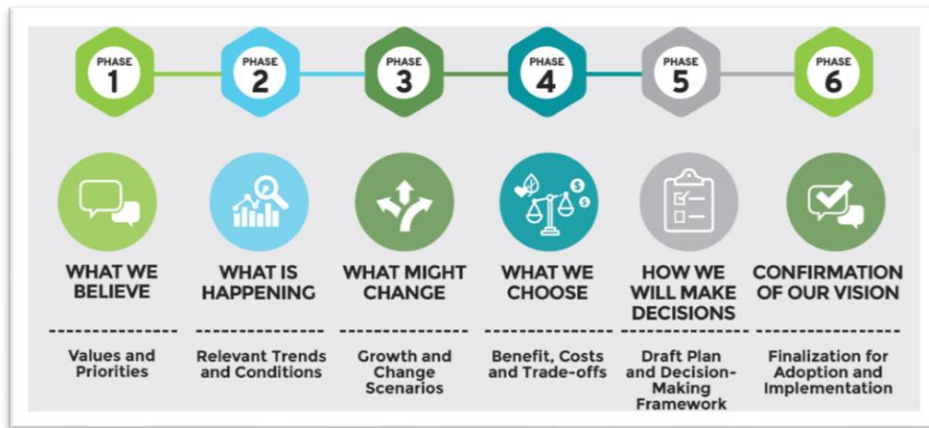 PHASE
1
PHASE
2
PHASE
3
PHASE
4
PHASE
5
PHASE
6
WHAT WE
BELIEVE
WHAT IS
HAPPENING
WHAT MIGHT
CHANGE
WHAT WE
CHOOSE
HOW WE
WILL MAKE
DECISIONS
CONFIRMATION
OF OUR VISION
Values and
Priorities
Relevant Trends
and Conditions
Growth and
Change
Scenarios
Benefit, Costs
and Trade-offs
Draft Plan
and Decision-
Making
Framework
Finalization for
Adoption and
Implementation